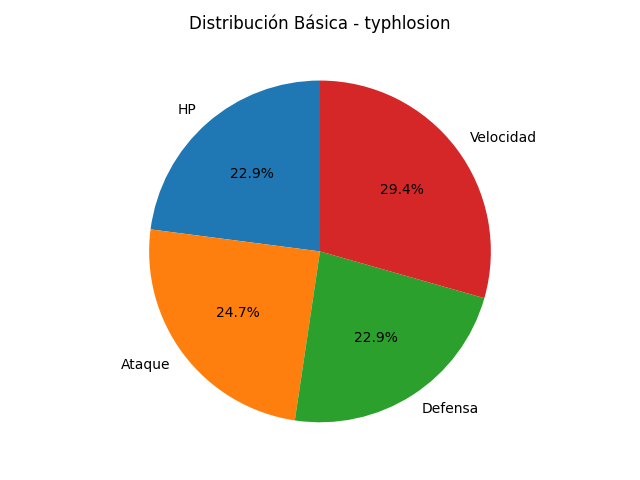 Distribución Básica - typhlosion
HP
Velocidad
22.9%
29.4%
24.7%
22.9%
Ataque
Defensa